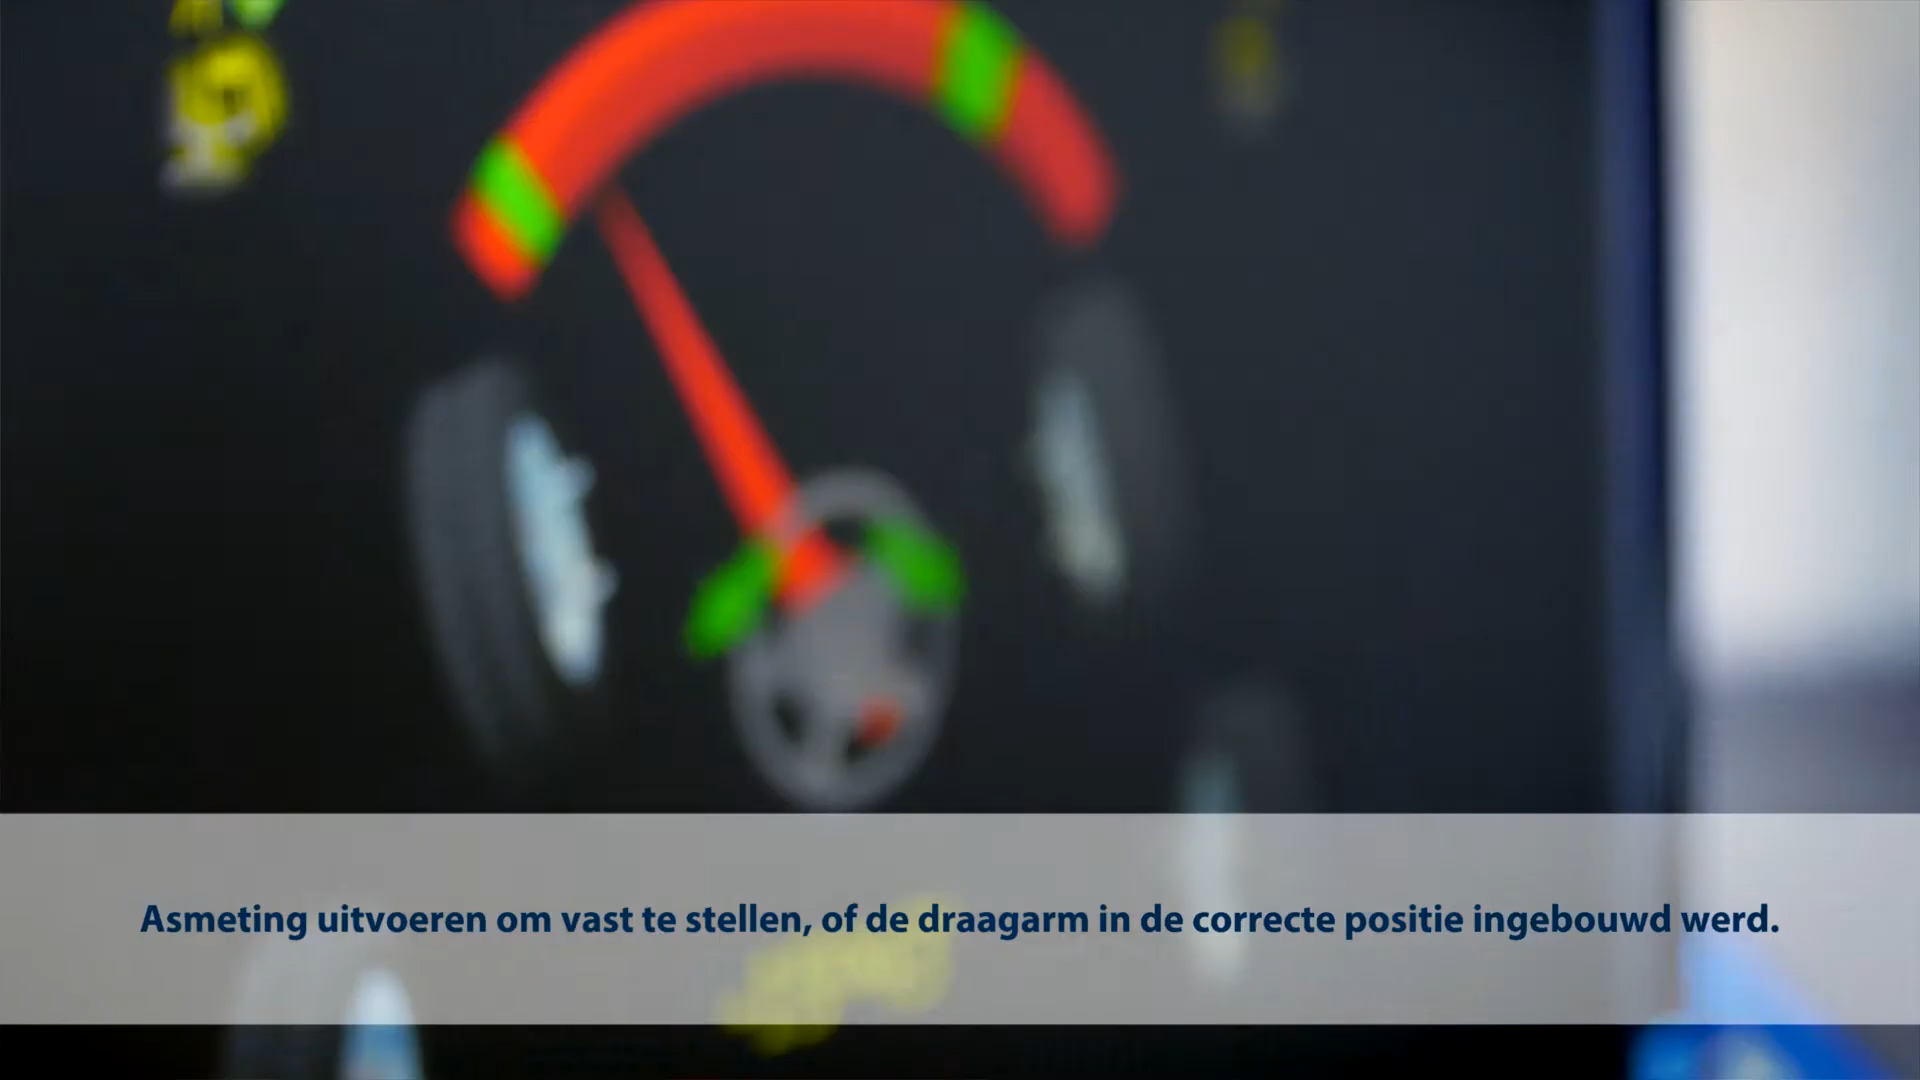 Asmeting uitvoeren om vast te stellen, of de draagarm in de correcte positie ingebouwd werd.